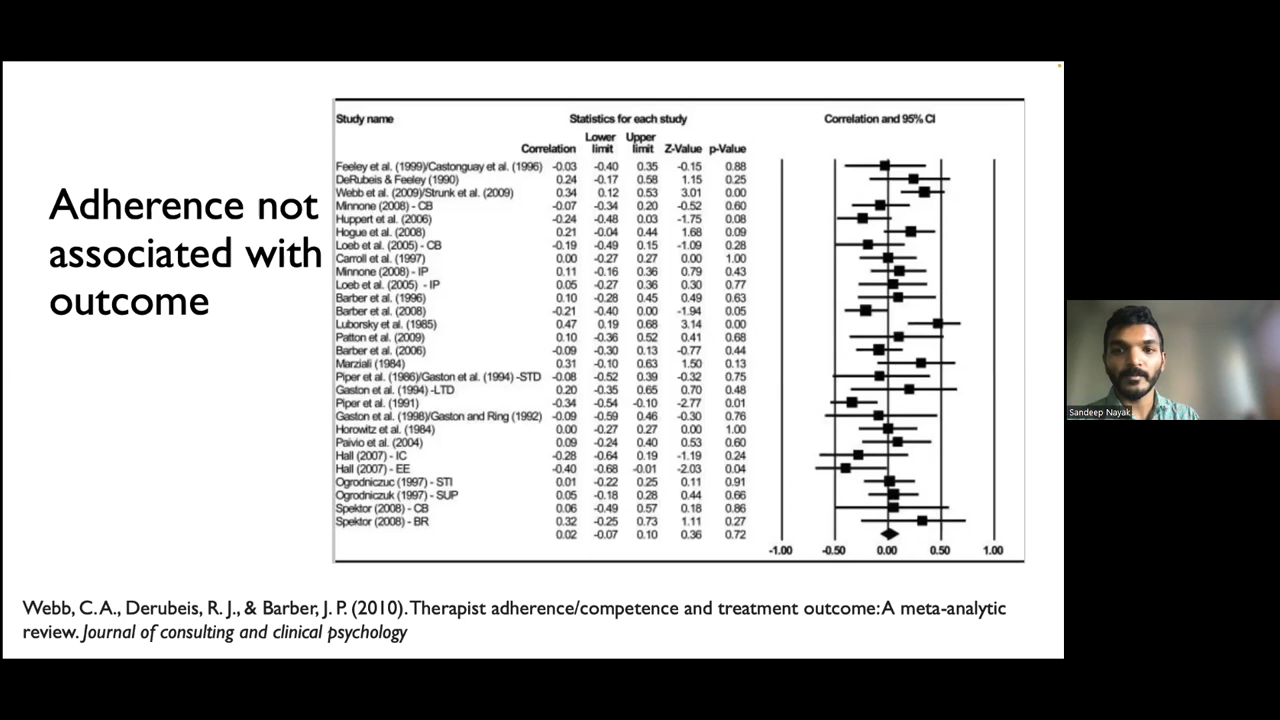 Adherence not
associated with
outcome
Study name Statistics for each study Correlation and 95% CI
Correlation Lower limit Upper limit Z-Value p-Value
Feeley et al. (1999)/Castonguay et al. (1996) -0.03 -0.40 0.35 -0.15 0.88
DeRubeis & Feeley (1990) 0.24 -0.17 0.58 1.15 0.25
Webb et al. (2009)/Strunk et al. (2009) 0.34 0.12 0.53 3.01 0.00
Minnone (2008) - CB -0.07 -0.34 0.20 -0.52 0.60
Huppert et al. (2006) -0.24 -0.48 0.03 -1.75 0.08
Hogue et al. (2008) 0.21 -0.04 0.44 1.68 0.09
Loeb et al. (2005) - CB -0.19 -0.49 0.15 -1.09 0.28
Carroll et al. (1997) 0.00 -0.27 0.27 0.00 1.00
Minnone (2008) - IP 0.11 -0.16 0.36 0.79 0.43
Loeb et al. (2005) - IP 0.05 -0.27 0.36 0.30 0.77
Barber et al. (1996) 0.10 -0.28 0.45 0.49 0.63
Barber et al. (2008) -0.21 -0.40 0.00 -1.94 0.05
Luborsky et al. (1985) 0.47 0.19 0.68 3.14 0.00
Patton et al. (2009) 0.10 -0.36 0.52 0.41 0.68
Barber et al. (2006) -0.09 -0.30 0.13 -0.77 0.44
Marziali (1984) 0.31 -0.10 0.63 1.50 0.13
Piper et al. (1986)/Gaston et al. (1994) -STD -0.08 -0.52 0.39 -0.32 0.75
Gaston et al. (1994) -LTD 0.20 -0.35 0.65 0.70 0.48
Piper et al. (1991) -0.34 -0.54 -0.10 -2.77 0.01
Gaston et al. (1998)/Gaston and Ring (1992) -0.09 -0.59 0.46 -0.30 0.76
Horowitz et al. (1984) 0.00 -0.27 0.27 0.00 1.00
Paivio et al. (2004) 0.09 -0.24 0.40 0.53 0.60
Hall (2007) - IC -0.28 -0.64 0.19 -1.19 0.24
Hall (2007) - EE -0.40 -0.68 -0.01 -2.03 0.04
Ogrodniczuc (1997) - STI 0.01 -0.22 0.25 0.11 0.91
Ogrodniczuk (1997) - SUP 0.05 -0.18 0.28 0.44 0.66
Spektor (2008) - CB 0.06 -0.49 0.57 0.18 0.86
Spektor (2008) - BR 0.32 -0.25 0.73 1.11 0.27
0.02 -0.07 0.10 0.36 0.72
-1.00 -0.50 0.00 0.50 1.00
Webb, C. A., Derubeis, R. J., & Barber, J. P. (2010). Therapist adherence/competence and treatment outcome: A meta-analytic
review. Journal of consulting and clinical psychology
Sandeep Nayak